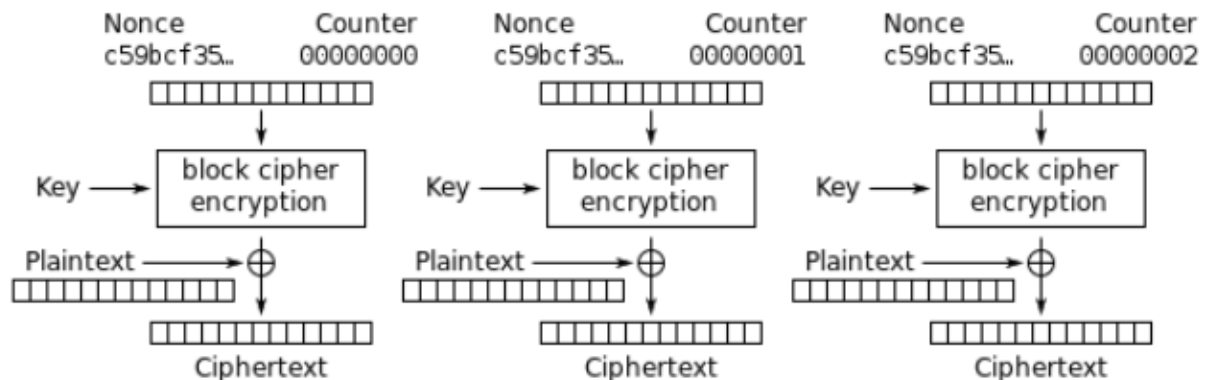 Nonce Counter Nonce Counter Nonce Counter
c59bcf35… 00000000 c59bcf35… 00000001 c59bcf35… 00000002
block cipher block cipher block cipher
Key Key Key
encryption encryption encryption
Plaintext Plaintext Plaintext
Ciphertext Ciphertext Ciphertext